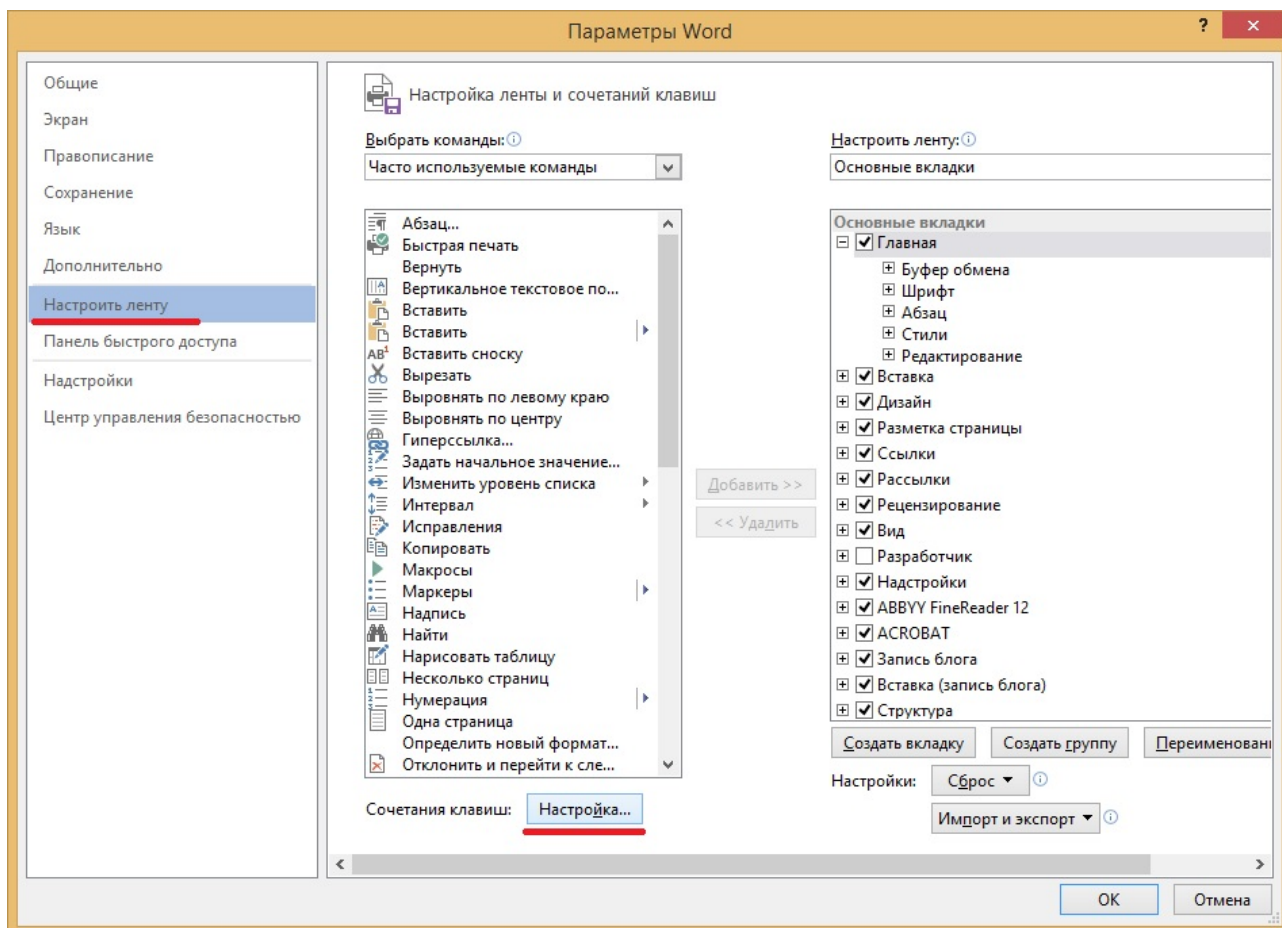 Параметры Word
?
Общие
Экран
Правописание
Сохранение
Язык
Дополнительно
Настроить ленту
Панель быстрого доступа
Надстройки
Центр управления безопасностью
Настройка ленты и сочетаний клавиш
Выбрать команды:
Часто используемые команды
Абзац...
Быстрая печать
Вернуть
Вертикальное текстовое по...
Вставить
Вставить
AB1 Вставить сноску
Вырезать
Выровнять по левому краю
Выровнять по центру
Гиперссылка...
Задать начальное значение...
Изменить уровень списка
Интервал
Исправления
Копировать
Макросы
Маркеры
Надпись
Найти
Нарисовать таблицу
Несколько страниц
Нумерация
Одна страница
Определить новый формат...
Отклонить и перейти к сле...
Сочетания клавиш: Настройка...
Добавить >>
<< Удалить
Настроить ленту:
Основные вкладки
Основные вкладки
Главная
Буфер обмена
Шрифт
Абзац
Стили
Редактирование
Вставка
Дизайн
Разметка страницы
Ссылки
Рассылки
Рецензирование
Вид
Разработчик
Надстройки
ABBYY FineReader 12
ACROBAT
Запись блога
Вставка (запись блога)
Структура
Создать вкладку Создать группу Переименовани
Настройки: Сброс
Импорт и экспорт
ОК Отмена